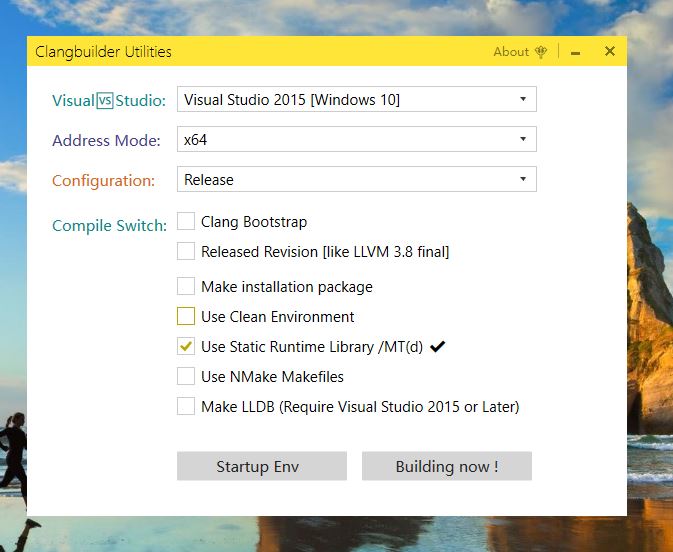 Clangbuilder Utilities
About
Visual VS Studio: Visual Studio 2015 [Windows 10]
Address Mode: x64
Configuration: Release
Compile Switch: Clang Bootstrap
Released Revision [like LLVM 3.8 final]
Make installation package
Use Clean Environment
Use Static Runtime Library /MT(d)
Use NMake Makefiles
Make LLDB (Require Visual Studio 2015 or Later)
Startup Env Building now !